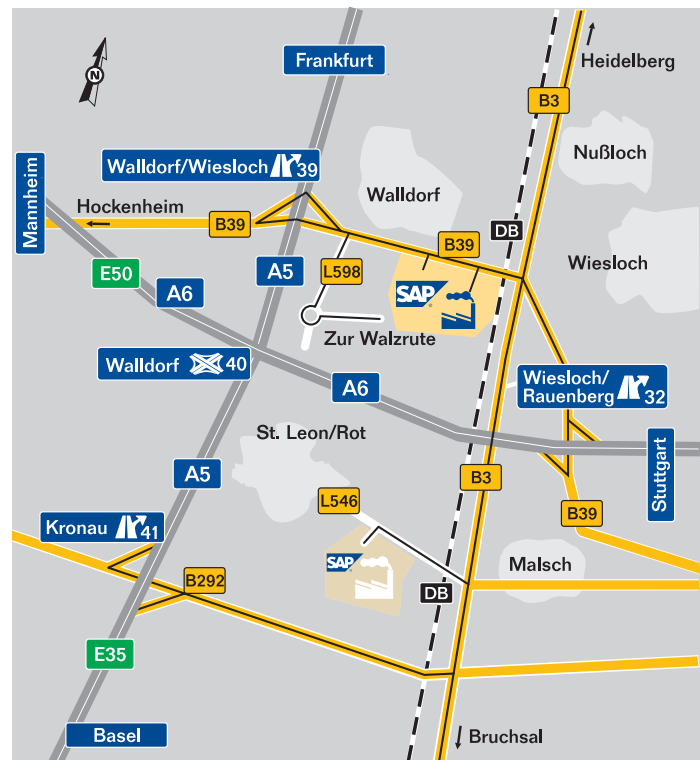 Frankfurt
Heidelberg
N
B3
Walldorf/Wiesloch 39
Nußloch
Mannheim
Walldorf
Hockenheim
B39
B39
DB
E50
A5
L598
Wiesloch
A6
SAP
Zur Walzrute
Walldorf 40
A6
Wiesloch/
Rauenberg 32
St. Leon/Rot
A5
B3
Stuttgart
L546
B39
Kronau 41
SAP
Malsch
B292
DB
E35
Basel
Bruchsal